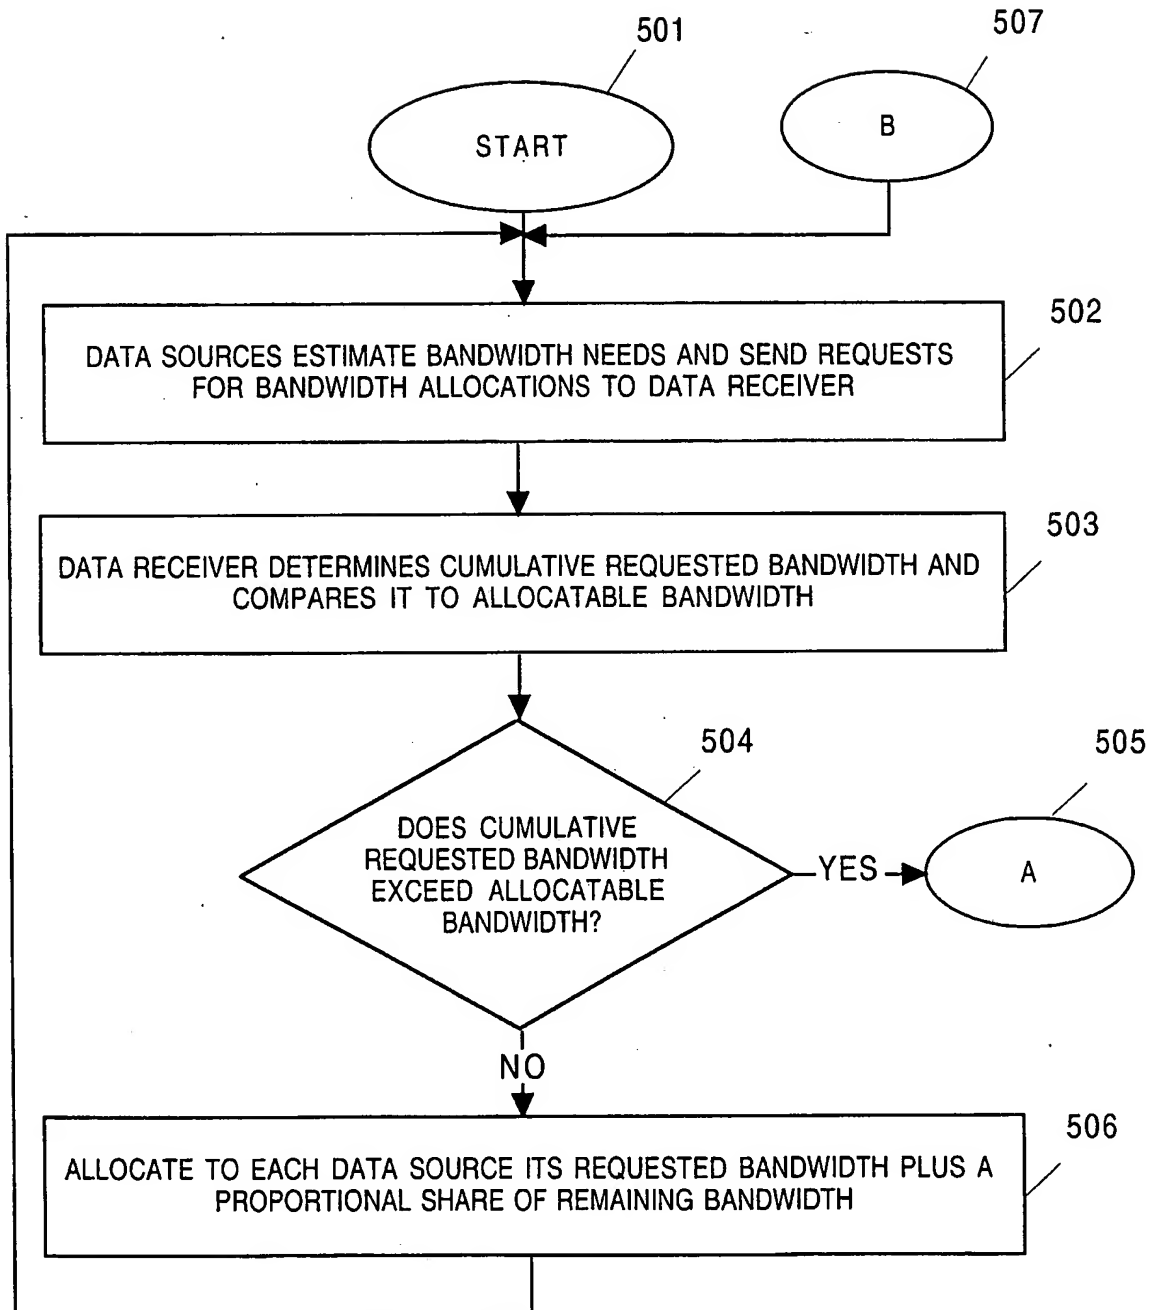 501
507
START
B
502
DATA SOURCES ESTIMATE BANDWIDTH NEEDS AND SEND REQUESTS
FOR BANDWIDTH ALLOCATIONS TO DATA RECEIVER
503
DATA RECEIVER DETERMINES CUMULATIVE REQUESTED BANDWIDTH AND
COMPARES IT TO ALLOCATABLE BANDWIDTH
504
505
DOES CUMULATIVE
REQUESTED BANDWIDTH
EXCEED ALLOCATABLE
BANDWIDTH?
YES
A
NO
506
ALLOCATE TO EACH DATA SOURCE ITS REQUESTED BANDWIDTH PLUS A
PROPORTIONAL SHARE OF REMAINING BANDWIDTH